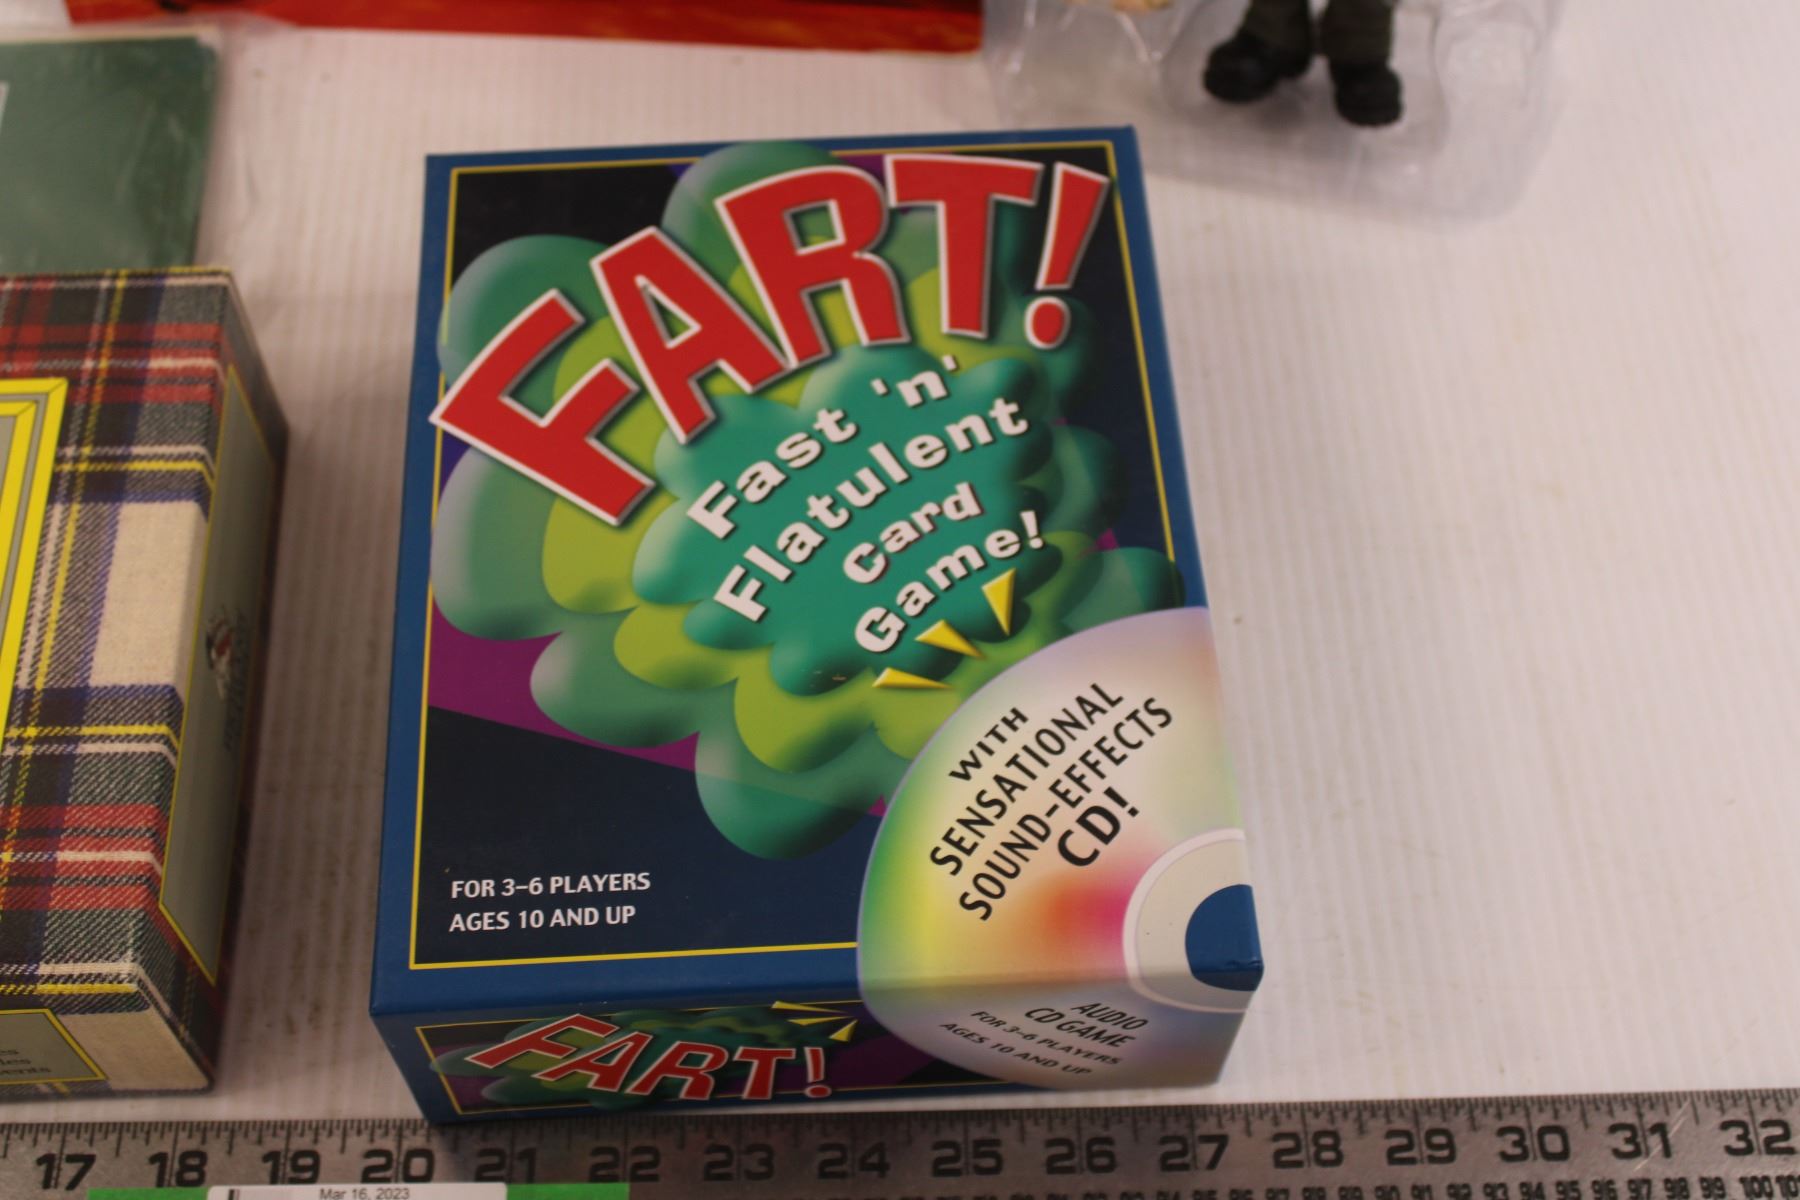 FART!
Fast 'n'
Flatulent
Card
Game!
WITH
SENSATIONAL
SOUND-EFFECTS
CD!
FOR 3–6 PLAYERS
AGES 10 AND UP
FART!
AUDIO
CD GAME
FOR 3–6 PLAYERS
AGES 10 AND UP
17 18 19 20 21 22 23 24 25 26 27 28 29 30 31 32
Mar 16, 2023